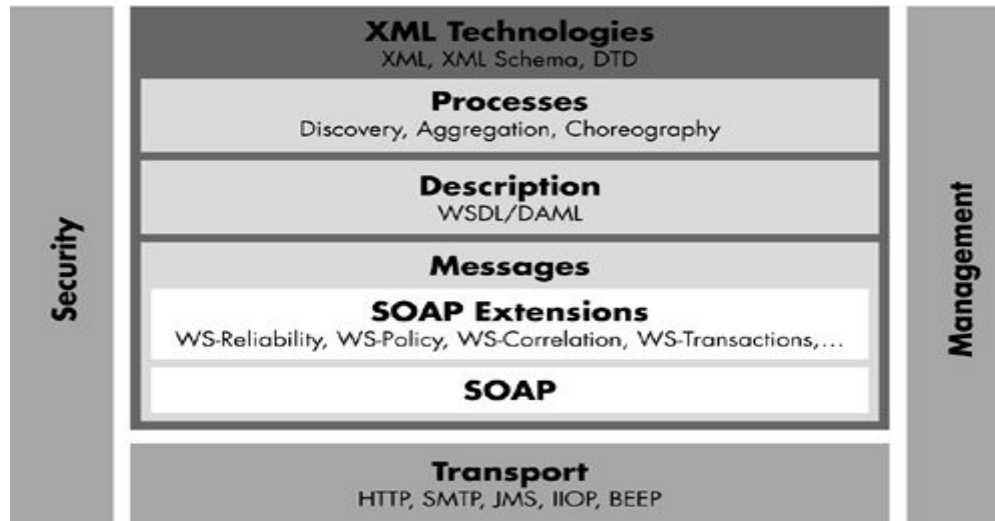 XML Technologies
XML, XML Schema, DTD
Processes
Discovery, Aggregation, Choreography
Description
WSDL/DAML
Messages
SOAP Extensions
WS-Reliability, WS-Policy, WS-Correlation, WS-Transactions,...
SOAP
Transport
HTTP, SMTP, JMS, IIOP, BEEP
Security
Management